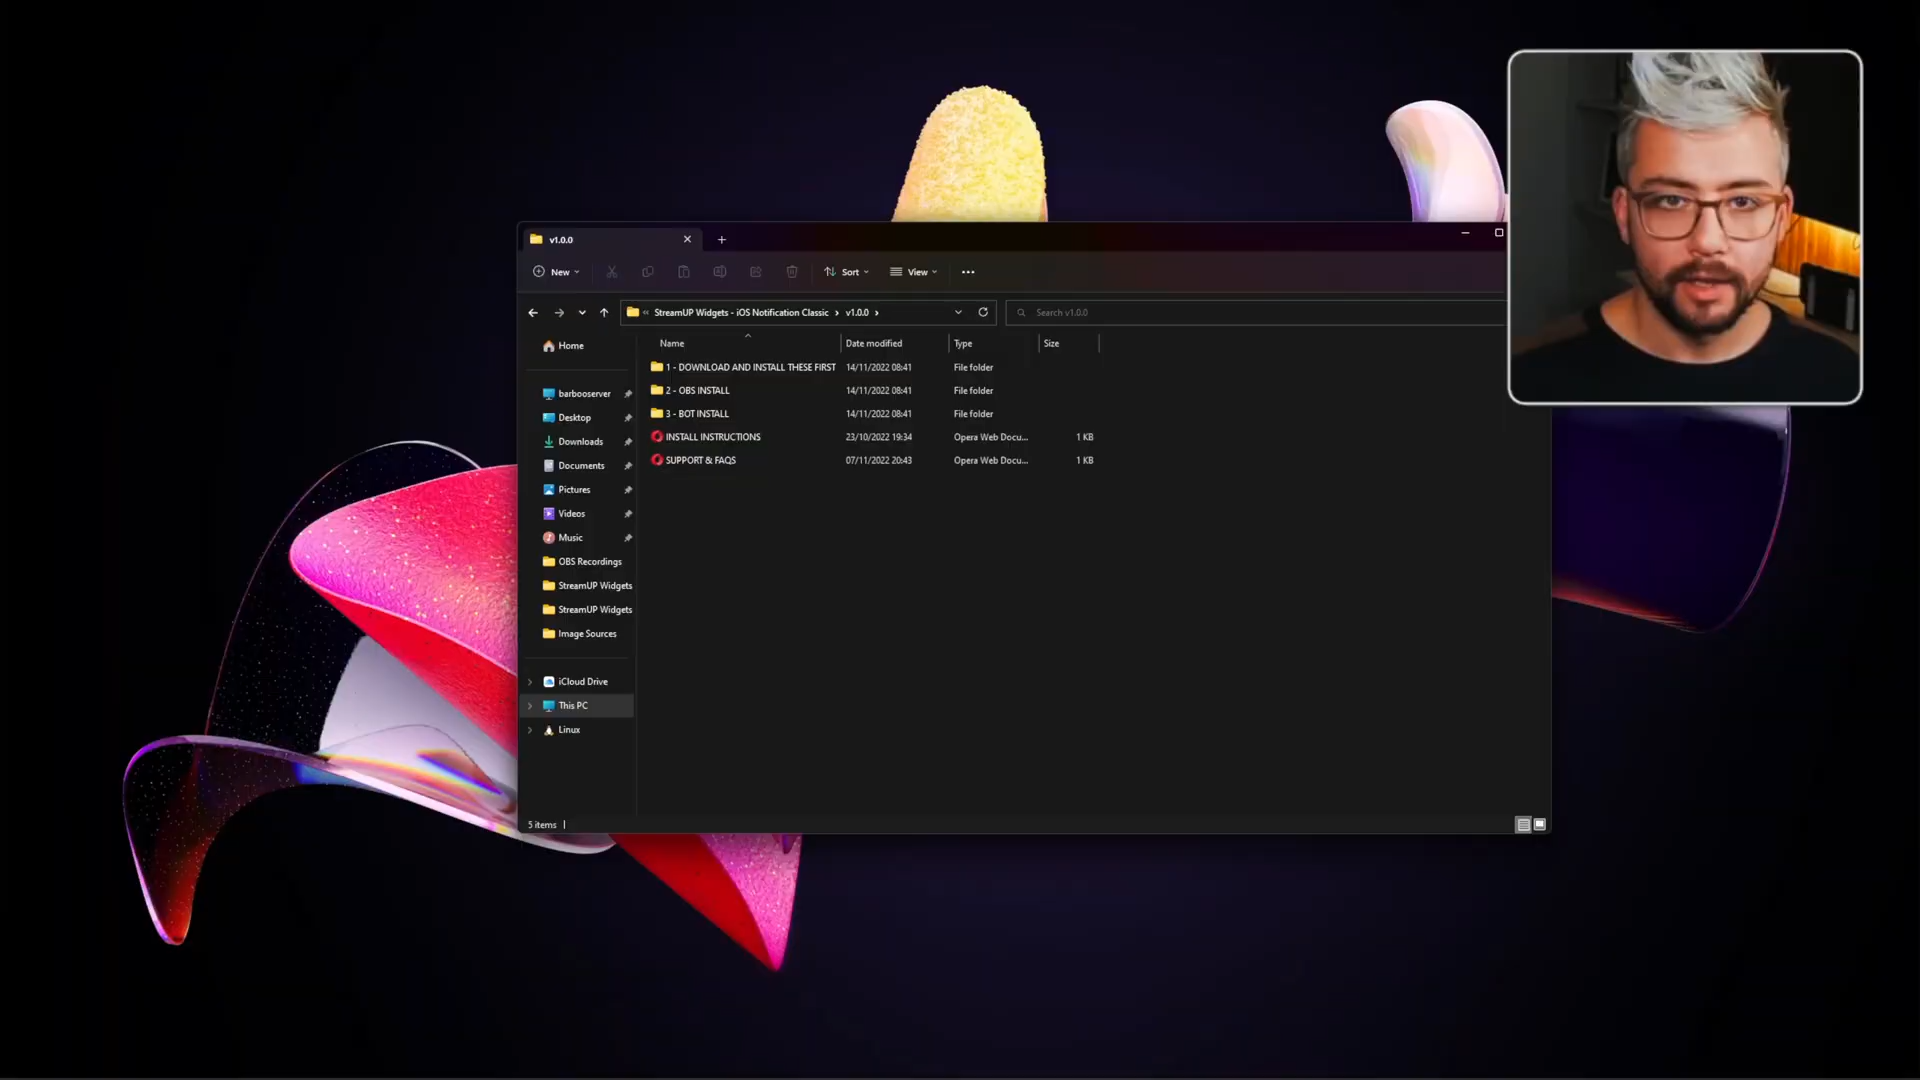 v1.0.0
New
Sort
View
« StreamUP Widgets - iOS Notification Classic › v1.0.0 ›
Search v1.0.0
Name Date modified Type Size
1 - DOWNLOAD AND INSTALL THESE FIRST 14/11/2022 08:41 File folder
2 - OBS INSTALL 14/11/2022 08:41 File folder
3 - BOT INSTALL 14/11/2022 08:41 File folder
INSTALL INSTRUCTIONS 23/10/2022 19:34 Opera Web Docu... 1 KB
SUPPORT & FAQS 07/11/2022 20:43 Opera Web Docu... 1 KB
Home
barbooserver
Desktop
Downloads
Documents
Pictures
Videos
Music
OBS Recordings
StreamUP Widgets
StreamUP Widgets
Image Sources
iCloud Drive
This PC
Linux
5 items